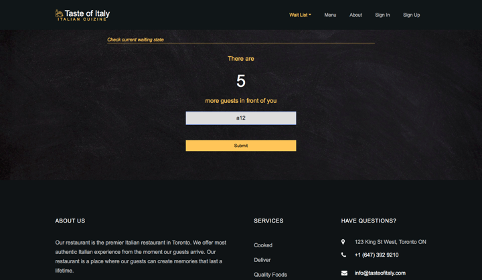 Taste of Italy
ITALIAN CUIZINE
Wait List
Menu
About
Sign In
Sign Up
Check current waiting state
There are
5
more guests in front of you
a12
Submit
ABOUT US
Our restaurant is the premier Italian restaurant in Toronto. We offer most
authentic Italian experience from the moment our guests arrive. Our
restaurant is a place where our guests can create memories that last a
lifetime.
SERVICES
Cooked
Deliver
Quality Foods
HAVE QUESTIONS?
123 King St West, Toronto ON
+1 (647) 392 9210
info@tasteofitaly.com